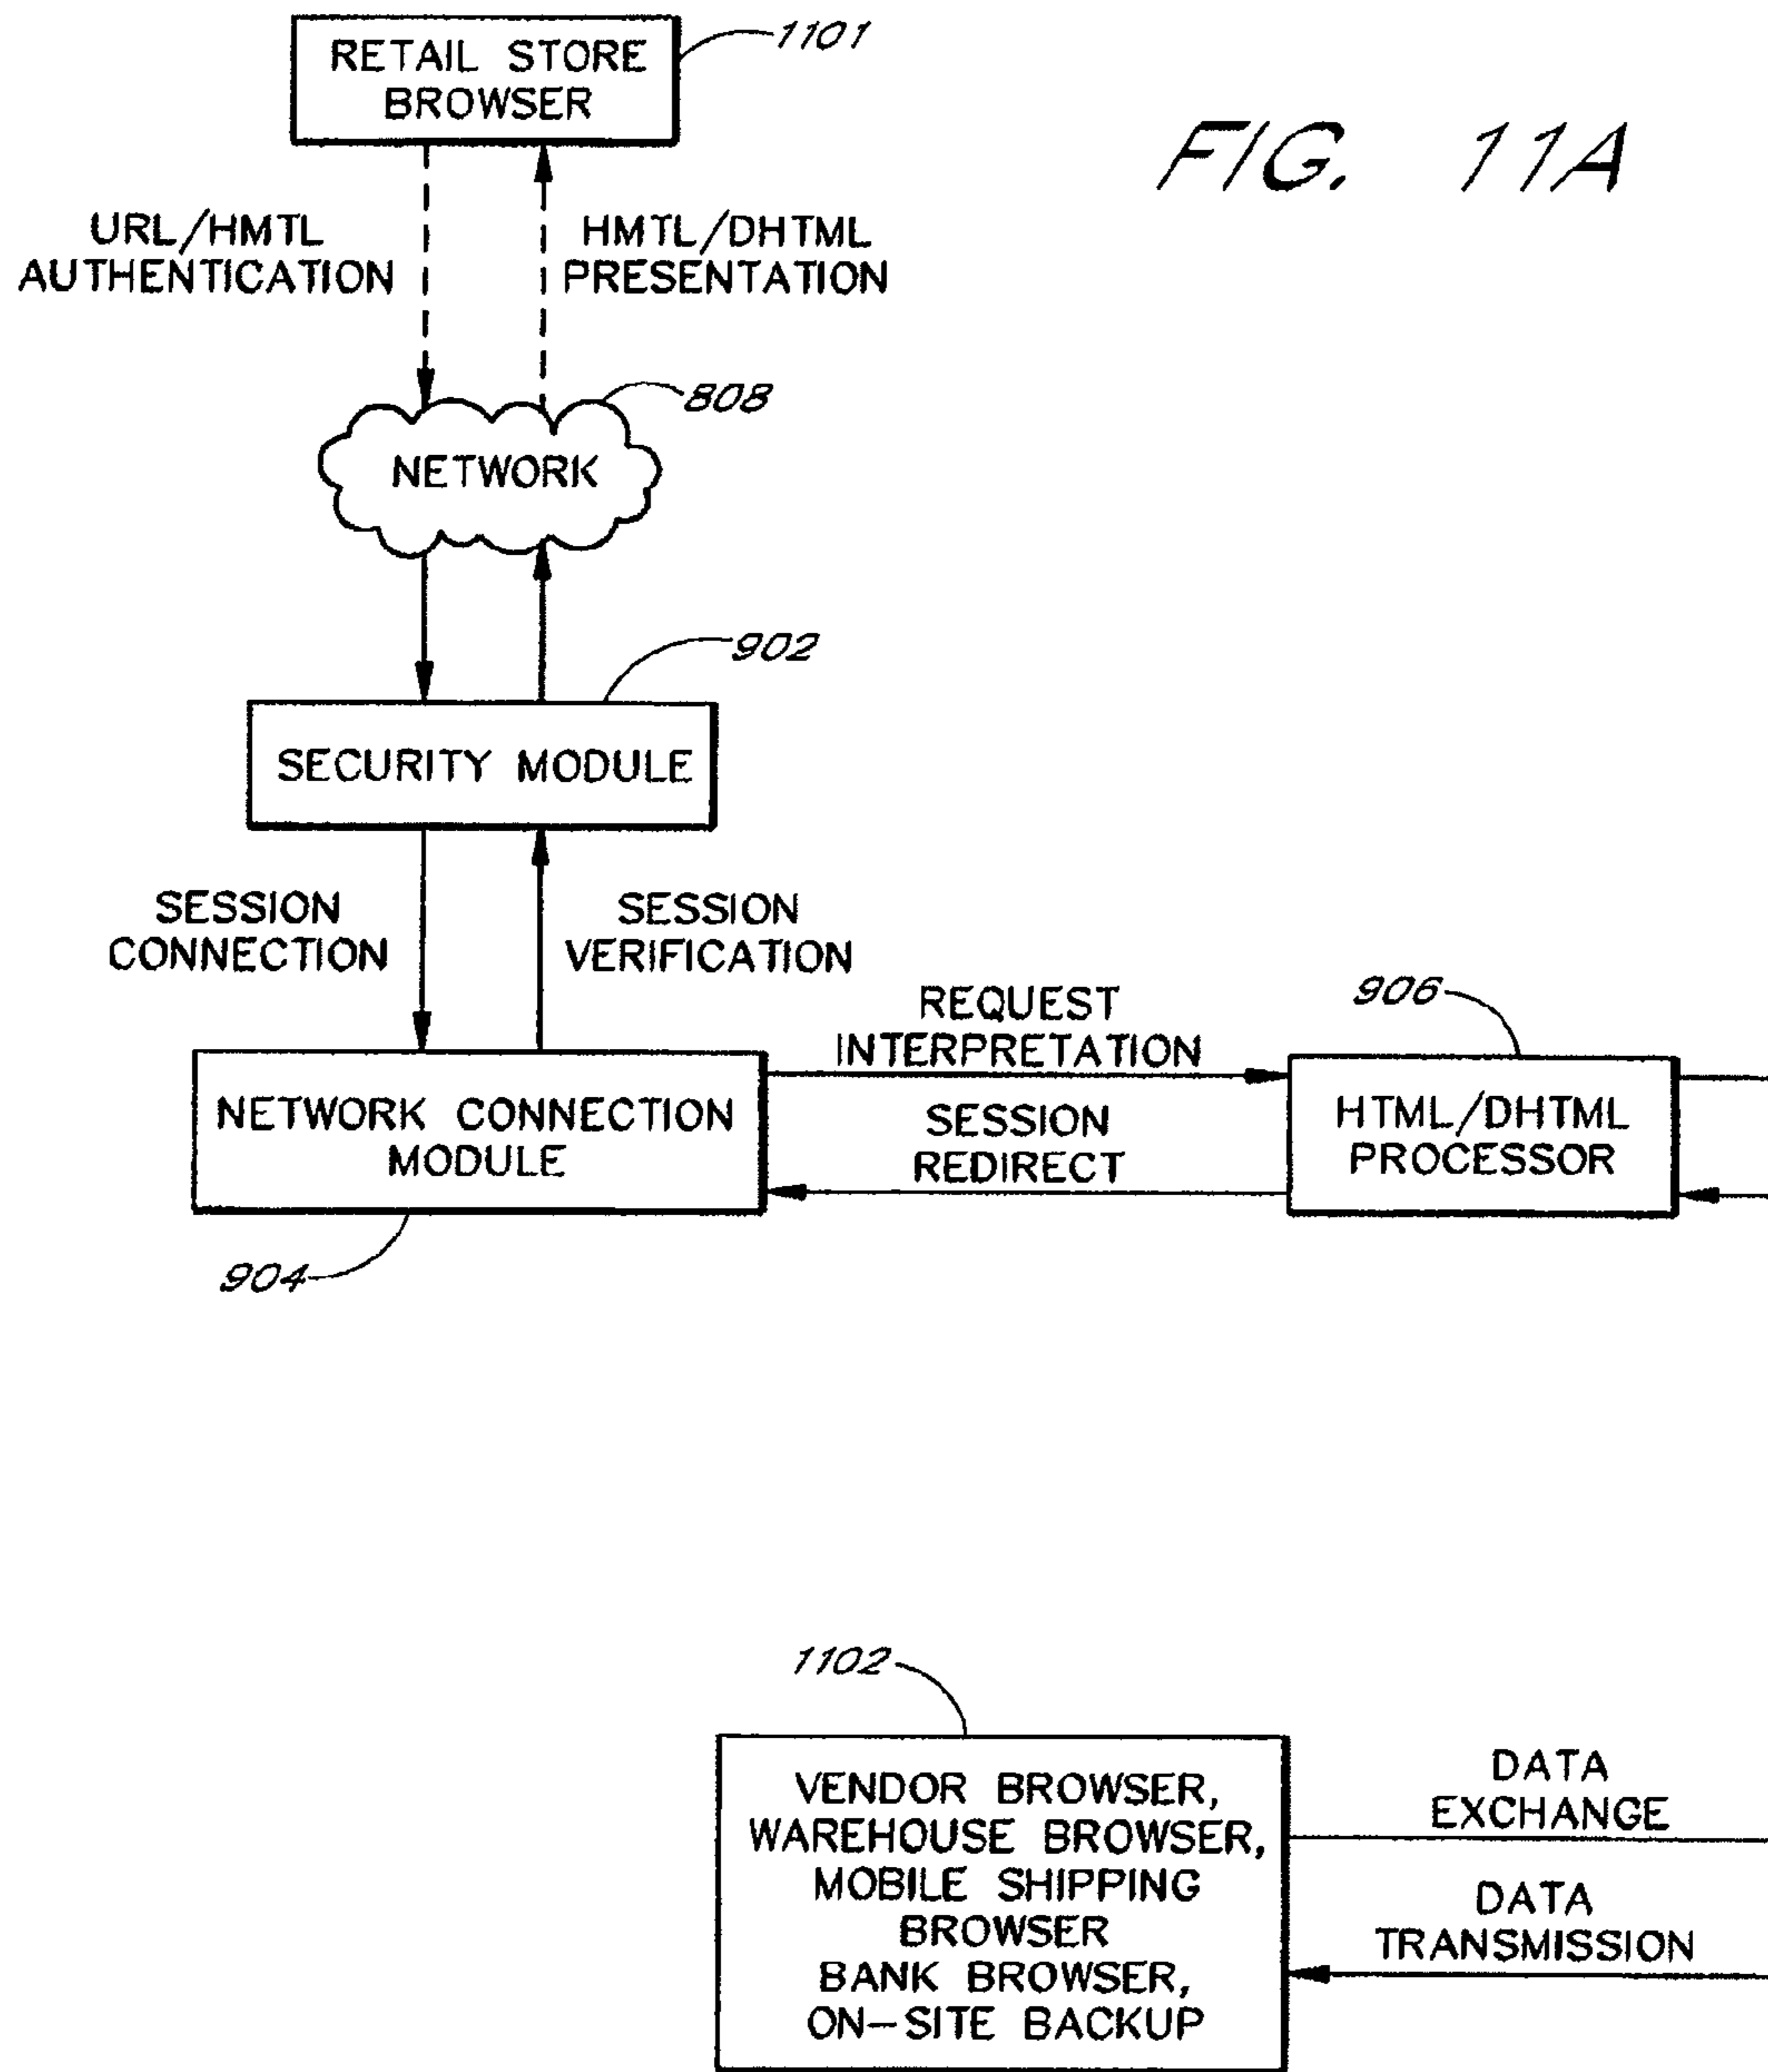 RETAIL STORE
BROWSER
1101
FIG. 11A
URL/HMTL
AUTHENTICATION
HMTL/DHTML
PRESENTATION
808
NETWORK
902
SECURITY MODULE
SESSION
CONNECTION
SESSION
VERIFICATION
REQUEST
INTERPRETATION
906
NETWORK CONNECTION
MODULE
SESSION
REDIRECT
HTML/DHTML
PROCESSOR
904
1102
VENDOR BROWSER,
WAREHOUSE BROWSER,
MOBILE SHIPPING
BROWSER
BANK BROWSER,
ON-SITE BACKUP
DATA
EXCHANGE
DATA
TRANSMISSION